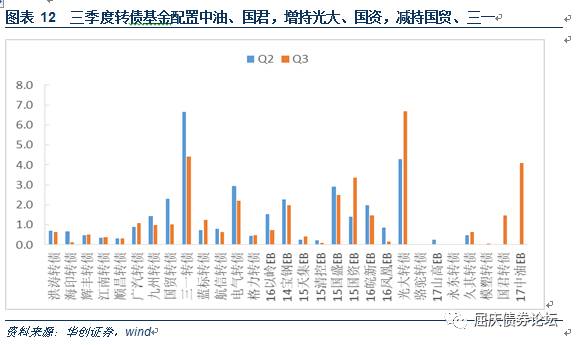 图表 12 三季度转债基金配置中油、国君，增持光大、国资，减持国贸、三一
Q2 Q3
8.0
7.0
6.0
5.0
4.0
3.0
2.0
1.0
0.0
洪涛转债
海印转债
辉丰转债
江南转债
顺昌转债
广汽转债
九州转债
国贸转债
三一转债
蓝标转债
航信转债
电气转债
格力转债
16以岭EB
14宝钢EB
15天集EB
15清控EB
15国盛EB
15国资EB
16皖新EB
16凤凰EB
光大转债
骆驼转债
17山高EB
永东转债
久其转债
模塑转债
国君转债
17中油EB
屈庆债券论坛
资料来源：华创证券，wind